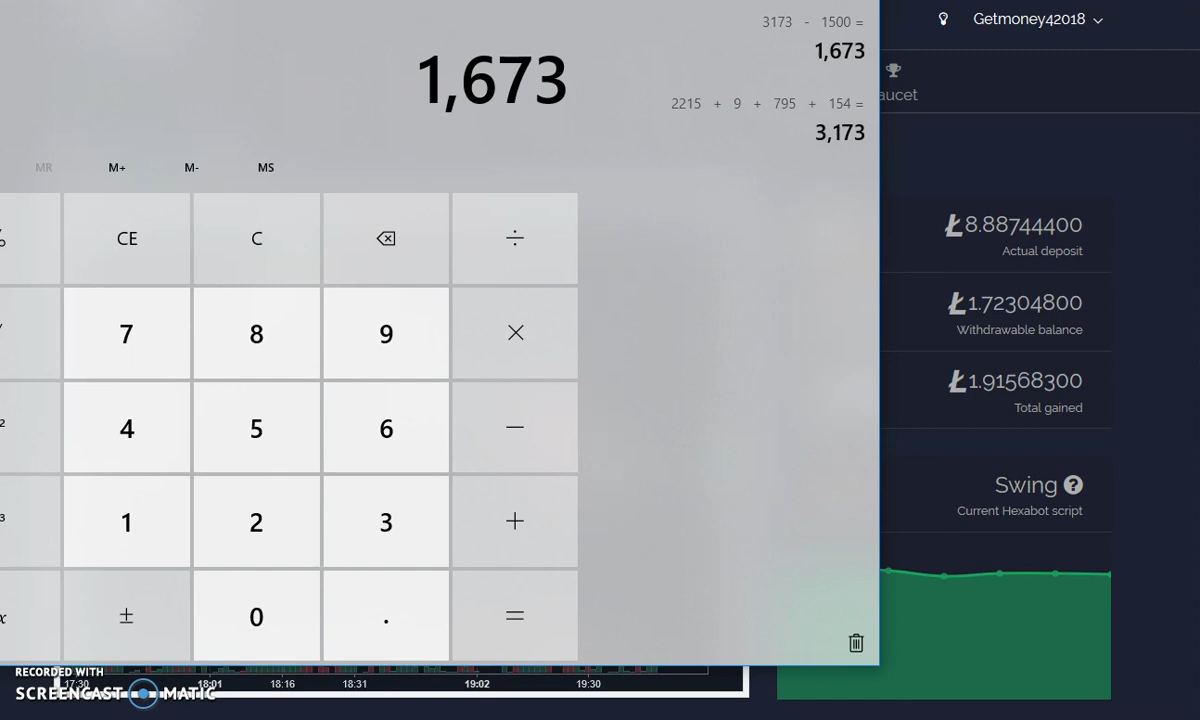 Getmoney42018
3173 - 1500 =
1,673
1,673
2215 + 9 + 795 + 154 =
3,173
aucet
MR M+ M- MS
CE C ÷
7 8 9 ×
4 5 6 −
1 2 3 +
± 0 . =
Ł8.88744400
Actual deposit
Ł1.72304800
Withdrawable balance
Ł1.91568300
Total gained
Swing ?
Current Hexabot script
RECORDED WITH
SCREENCAST MATIC
17:30 18:01 18:16 18:31 19:02 19:30